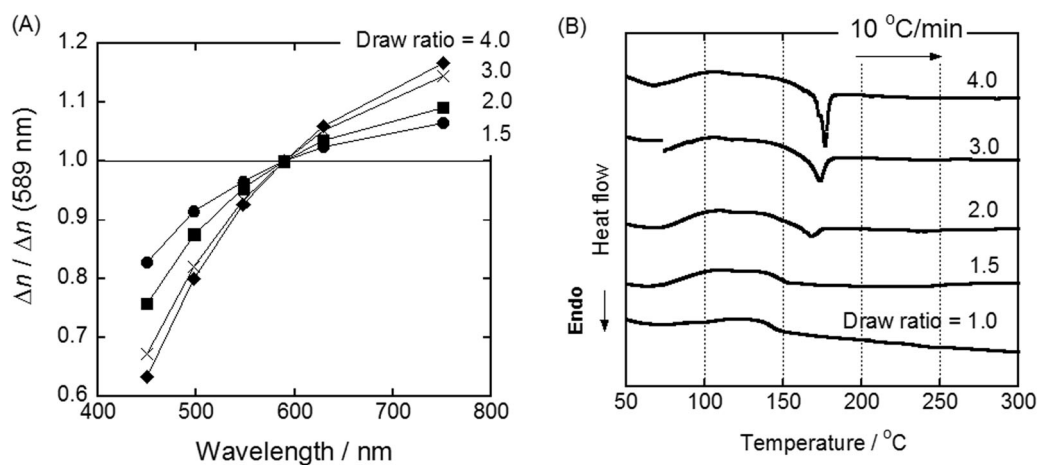 (A)
1.2
1.1
1.0
0.9
0.8
0.7
0.6
Δn / Δn (589 nm)
Draw ratio = 4.0
3.0
2.0
1.5
400
500
600
700
800
Wavelength / nm
(B)
10 °C/min
4.0
3.0
2.0
1.5
Draw ratio = 1.0
Heat flow
Endo
50
100
150
200
250
300
Temperature / °C